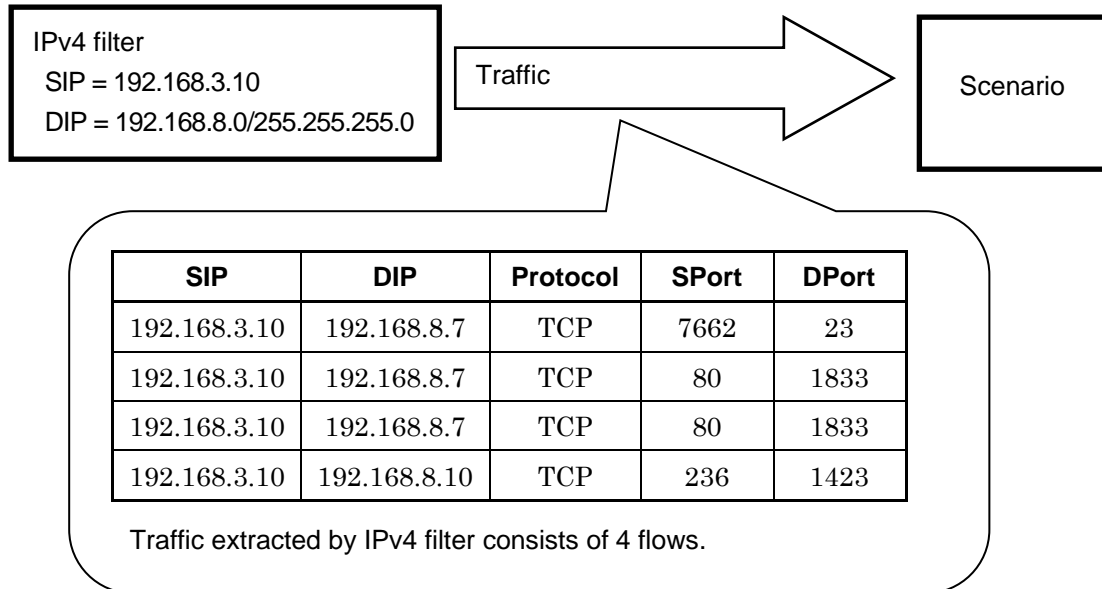 IPv4 filter
SIP = 192.168.3.10
DIP = 192.168.8.0/255.255.255.0
Traffic
Scenario
SIP DIP Protocol SPort DPort
192.168.3.10 192.168.8.7 TCP 7662 23
192.168.3.10 192.168.8.7 TCP 80 1833
192.168.3.10 192.168.8.7 TCP 80 1833
192.168.3.10 192.168.8.10 TCP 236 1423
Traffic extracted by IPv4 filter consists of 4 flows.